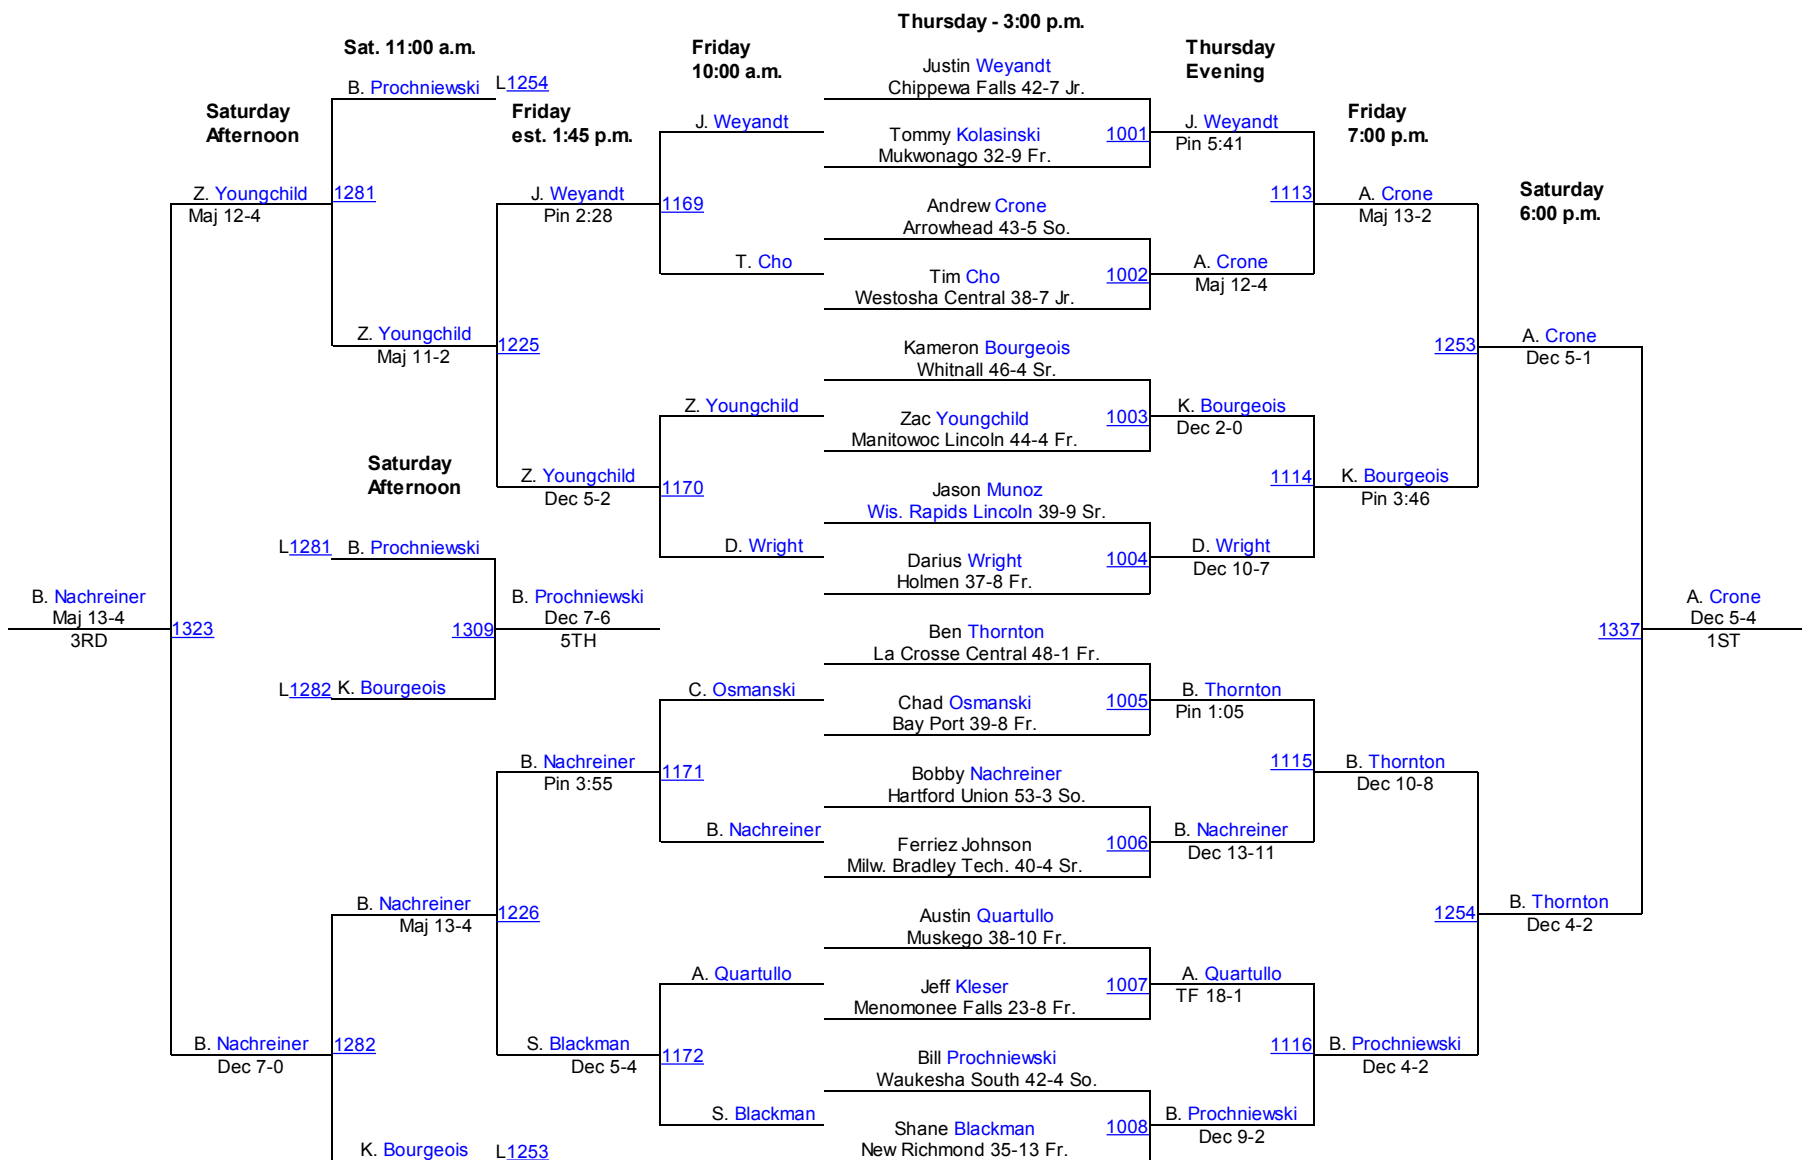 Thursday - 3:00 p.m.
Sat. 11:00 a.m.
Friday
10:00 a.m.
Thursday
Evening
Justin Weyandt
Chippewa Falls 42-7 Jr.
B. Prochniewski L1254
Saturday
Afternoon
Friday
est. 1:45 p.m.
Friday
7:00 p.m.
J. Weyandt
Tommy Kolasinski
Mukwonago 32-9 Fr.
1001
J. Weyandt
Pin 5:41
Z. Youngchild
Maj 12-4
1281
J. Weyandt
Pin 2:28
1169
Andrew Crone
Arrowhead 43-5 So.
1113
A. Crone
Maj 13-2
Saturday
6:00 p.m.
T. Cho
Tim Cho
Westosha Central 38-7 Jr.
1002
A. Crone
Maj 12-4
Z. Youngchild
Maj 11-2
1225
Kameron Bourgeois
Whitnall 46-4 Sr.
1253
A. Crone
Dec 5-1
Z. Youngchild
Zac Youngchild
Manitowoc Lincoln 44-4 Fr.
1003
K. Bourgeois
Dec 2-0
Saturday
Afternoon
Z. Youngchild
Dec 5-2
1170
Jason Munoz
Wis. Rapids Lincoln 39-9 Sr.
1114
K. Bourgeois
Pin 3:46
L1281 B. Prochniewski
D. Wright
Darius Wright
Holmen 37-8 Fr.
1004
D. Wright
Dec 10-7
B. Nachreiner
Maj 13-4
3RD
1323
1309
B. Prochniewski
Dec 7-6
5TH
Ben Thornton
La Crosse Central 48-1 Fr.
1337
A. Crone
Dec 5-4
1ST
L1282 K. Bourgeois
C. Osmanski
Chad Osmanski
Bay Port 39-8 Fr.
1005
B. Thornton
Pin 1:05
B. Nachreiner
Pin 3:55
1171
Bobby Nachreiner
Hartford Union 53-3 So.
1115
B. Thornton
Dec 10-8
B. Nachreiner
Ferriez Johnson
Milw. Bradley Tech. 40-4 Sr.
1006
B. Nachreiner
Dec 13-11
B. Nachreiner
Maj 13-4
1226
Austin Quartullo
Muskego 38-10 Fr.
1254
B. Thornton
Dec 4-2
A. Quartullo
Jeff Kleser
Menomonee Falls 23-8 Fr.
1007
A. Quartullo
TF 18-1
B. Nachreiner
Dec 7-0
1282
S. Blackman
Dec 5-4
1172
Bill Prochniewski
Waukesha South 42-4 So.
1116
B. Prochniewski
Dec 4-2
S. Blackman
Shane Blackman
New Richmond 35-13 Fr.
1008
B. Prochniewski
Dec 9-2
K. Bourgeois L1253